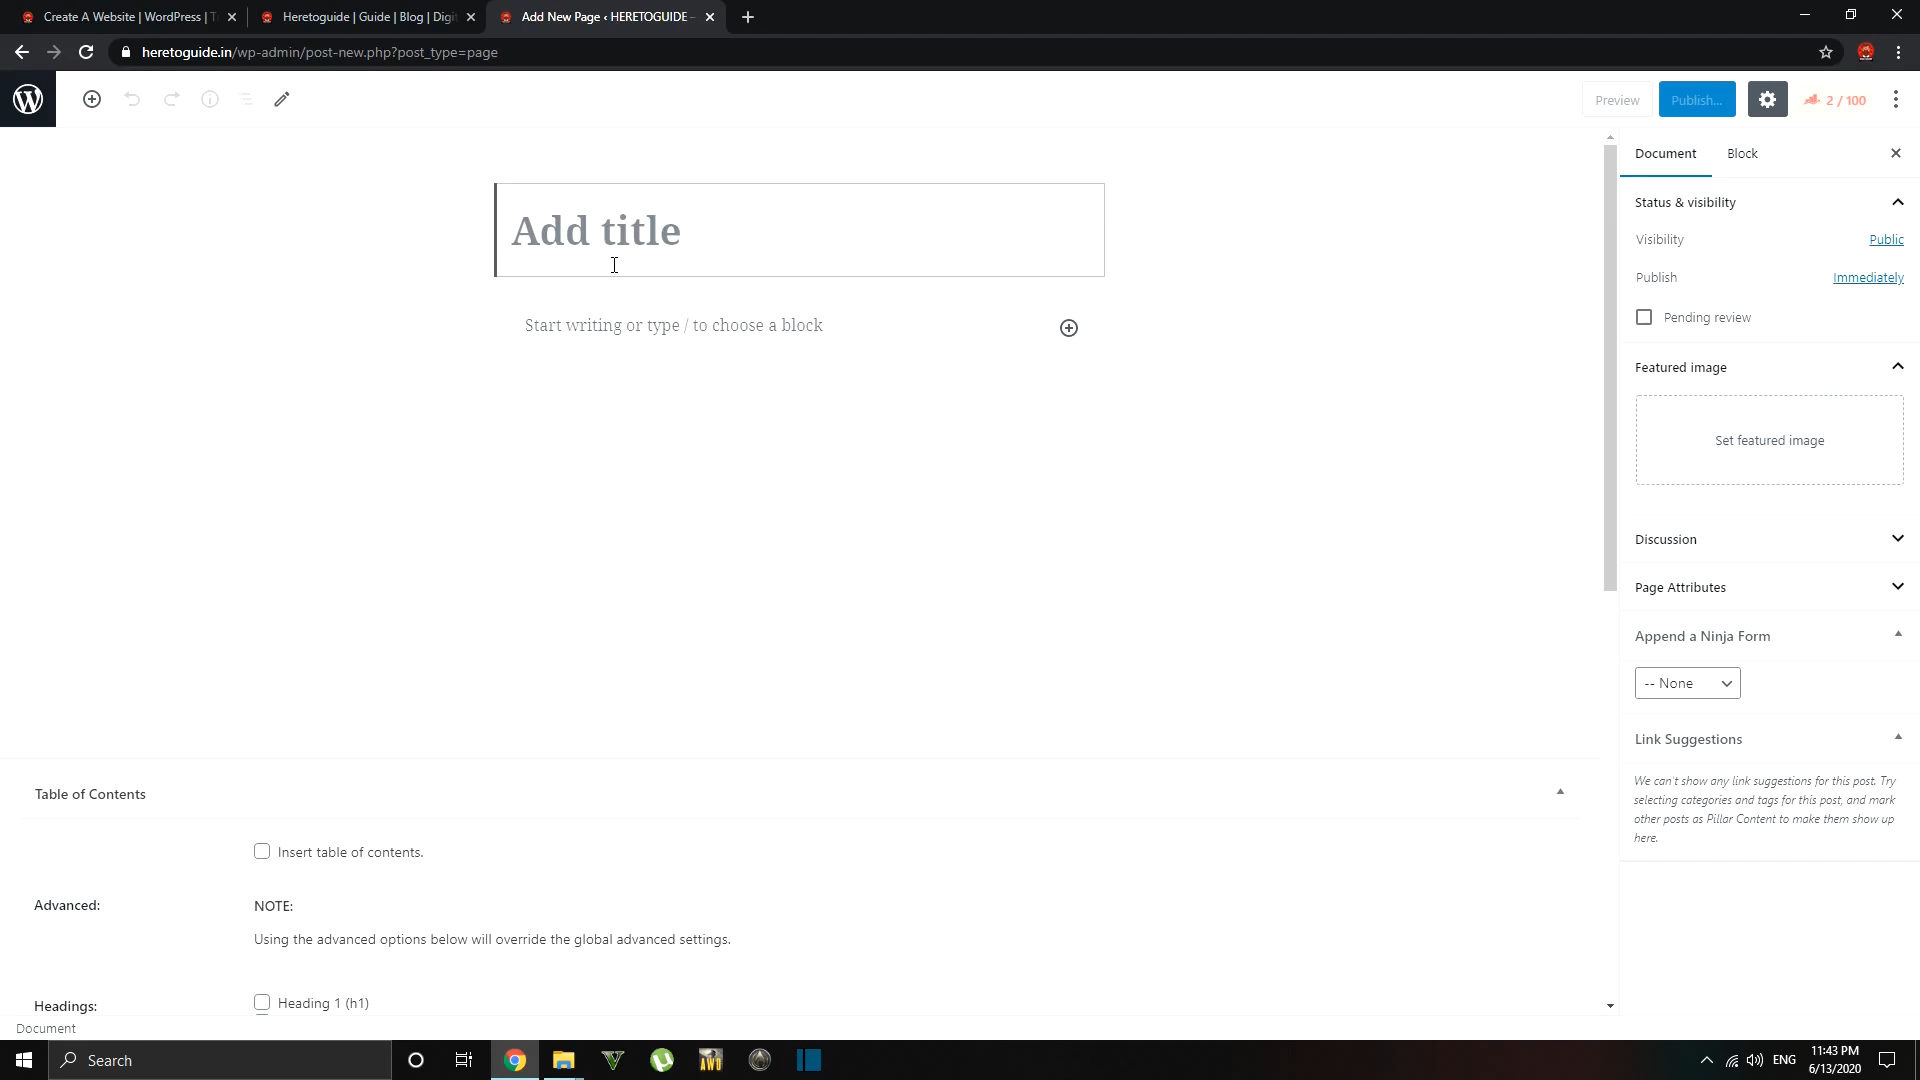 Create A Website | WordPress |
Heretoguide | Guide | Blog | Digit
Add New Page ‹ HERETOGUIDE –
heretoguide.in/wp-admin/post-new.php?post_type=page
Preview
Publish...
2 / 100
Document
Block
Add title
Start writing or type / to choose a block
Status & visibility
Visibility
Public
Publish
Immediately
Pending review
Featured image
Set featured image
Discussion
Page Attributes
Append a Ninja Form
-- None
Link Suggestions
We can't show any link suggestions for this post. Try
selecting categories and tags for this post, and mark
other posts as Pillar Content to make them show up
here.
Table of Contents
Insert table of contents.
Advanced:
NOTE:
Using the advanced options below will override the global advanced settings.
Headings:
Heading 1 (h1)
Document
Search
AWO
ENG
11:43 PM
6/13/2020